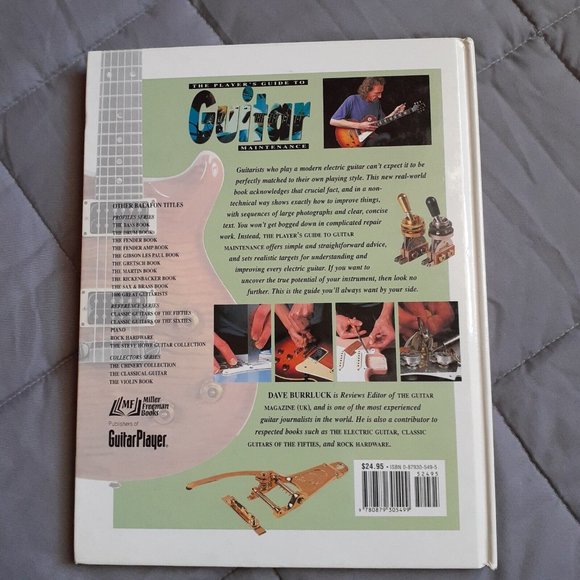 THE PLAYER'S GUIDE TO
Guitar
MAINTENANCE
Guitarists who play a modern electric guitar can't expect it to be
perfectly matched to their own playing style. This new real-world
book acknowledges that crucial fact, and in a non-
technical way shows exactly how to improve things,
with sequences of large photographs and clear, concise
text. You won't get bogged down in complicated repair
work. Instead, THE PLAYER'S GUIDE TO GUITAR
MAINTENANCE offers simple and straightforward advice,
and sets realistic targets for understanding and
improving every electric guitar. If you want to
uncover the true potential of your instrument, then look no
further. This is the guide you'll always want by your side.
OTHER BALAFON TITLES
PROFILES SERIES
THE BASS BOOK
THE DRUM BOOK
THE FENDER BOOK
THE FENDER AMP BOOK
THE GIBSON LES PAUL BOOK
THE GRETSCH BOOK
THE MARTIN BOOK
THE RICKENBACKER BOOK
THE SAX & BRASS BOOK
1000 GREAT GUITARISTS
REFERENCE SERIES
CLASSIC GUITARS OF THE FIFTIES
CLASSIC GUITARS OF THE SIXTIES
PIANO
ROCK HARDWARE
THE STEVE HOWE GUITAR COLLECTION
COLLECTORS SERIES
THE CHINERY COLLECTION
THE CLASSICAL GUITAR
THE VIOLIN BOOK
MF Miller
Freeman
Books
Publishers of
GuitarPlayer
DAVE BURRLUCK is Reviews Editor of THE GUITAR
MAGAZINE (UK), and is one of the most experienced
guitar journalists in the world. He is also a contributor to
respected books such as THE ELECTRIC GUITAR, CLASSIC
GUITARS OF THE FIFTIES, and ROCK HARDWARE.
$24.95 • ISBN 0-87930-549-5
52495
9 780879 305499